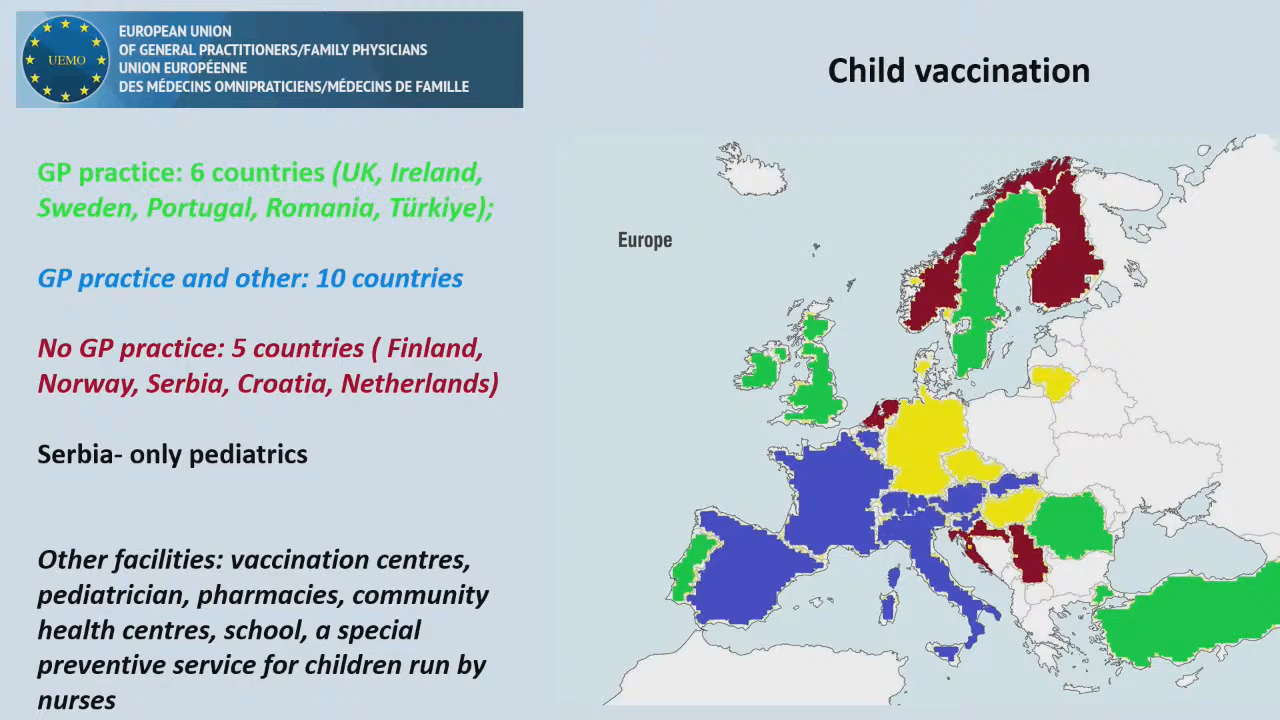 EUROPEAN UNION
OF GENERAL PRACTITIONERS/FAMILY PHYSICIANS
UNION EUROPÉENNE
DES MÉDECINS OMNIPRATICIENS/MÉDECINS DE FAMILLE
UEMO
Child vaccination
GP practice: 6 countries (UK, Ireland,
Sweden, Portugal, Romania, Türkiye);
GP practice and other: 10 countries
No GP practice: 5 countries ( Finland,
Norway, Serbia, Croatia, Netherlands)
Serbia- only pediatrics
Other facilities: vaccination centres,
pediatrician, pharmacies, community
health centres, school, a special
preventive service for children run by
nurses
Europe